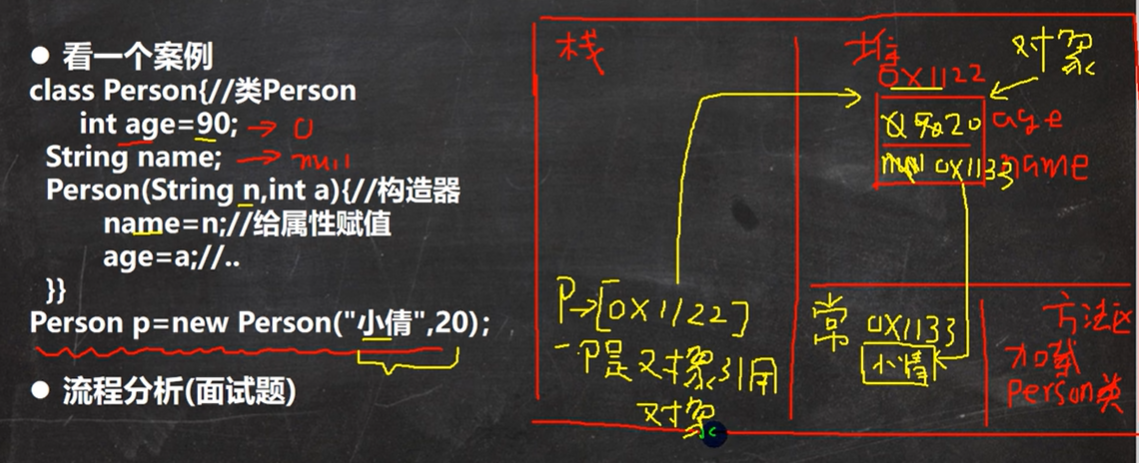 ● 看一个案例
class Person{//类Person
int age=90; → 0
String name; → null
Person(String n,int a){//构造器
name=n;//给属性赋值
age=a;//..
}}
Person p=new Person("小倩",20);
● 流程分析(面试题)
栈
P→[0X1122]
P是对象引用
对象
堆
对象
0X1122
90 20 age
null 0X1133 name
常 0X1133
小倩
方法区
加载
Person类